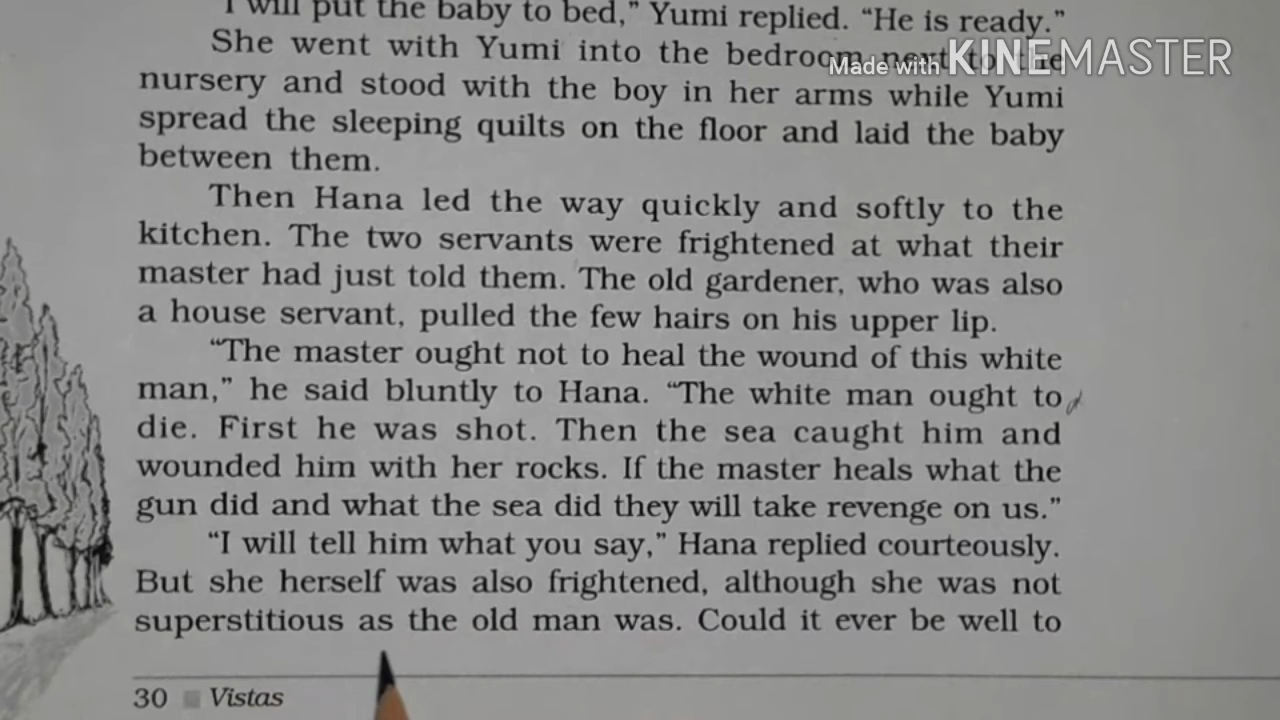 "I will put the baby to bed," Yumi replied. "He is ready."
She went with Yumi into the bedroom next to the
Made with KINEMASTER
nursery and stood with the boy in her arms while Yumi
spread the sleeping quilts on the floor and laid the baby
between them.
Then Hana led the way quickly and softly to the
kitchen. The two servants were frightened at what their
master had just told them. The old gardener, who was also
a house servant, pulled the few hairs on his upper lip.
"The master ought not to heal the wound of this white
man," he said bluntly to Hana. "The white man ought to
die. First he was shot. Then the sea caught him and
wounded him with her rocks. If the master heals what the
gun did and what the sea did they will take revenge on us."
"I will tell him what you say," Hana replied courteously.
But she herself was also frightened, although she was not
superstitious as the old man was. Could it ever be well to
30 Vistas